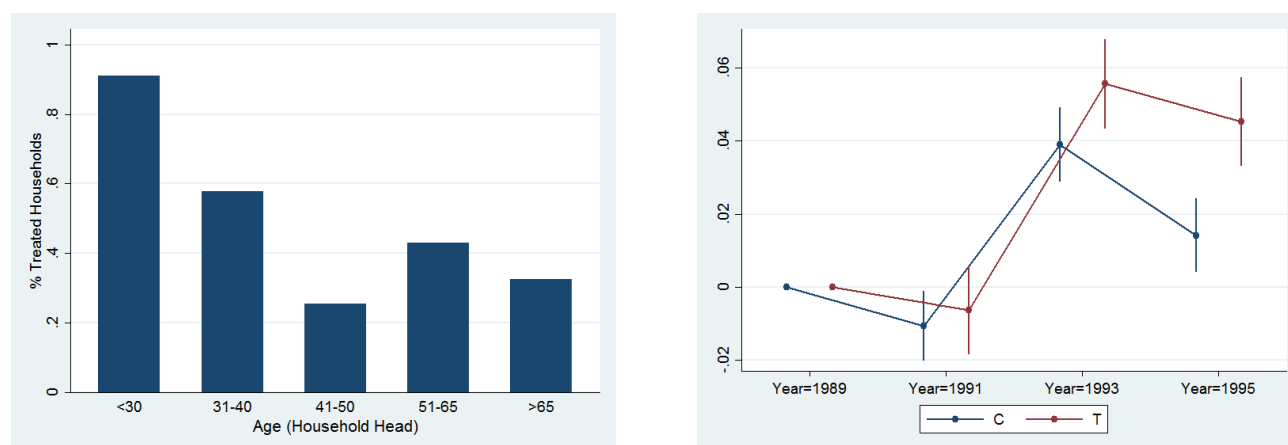 % Treated Households
1
.8
.6
.4
.2
0
<30 31-40 41-50 51-65 >65
Age (Household Head)
.06
.04
.02
0
-.02
Year=1989 Year=1991 Year=1993 Year=1995
C T